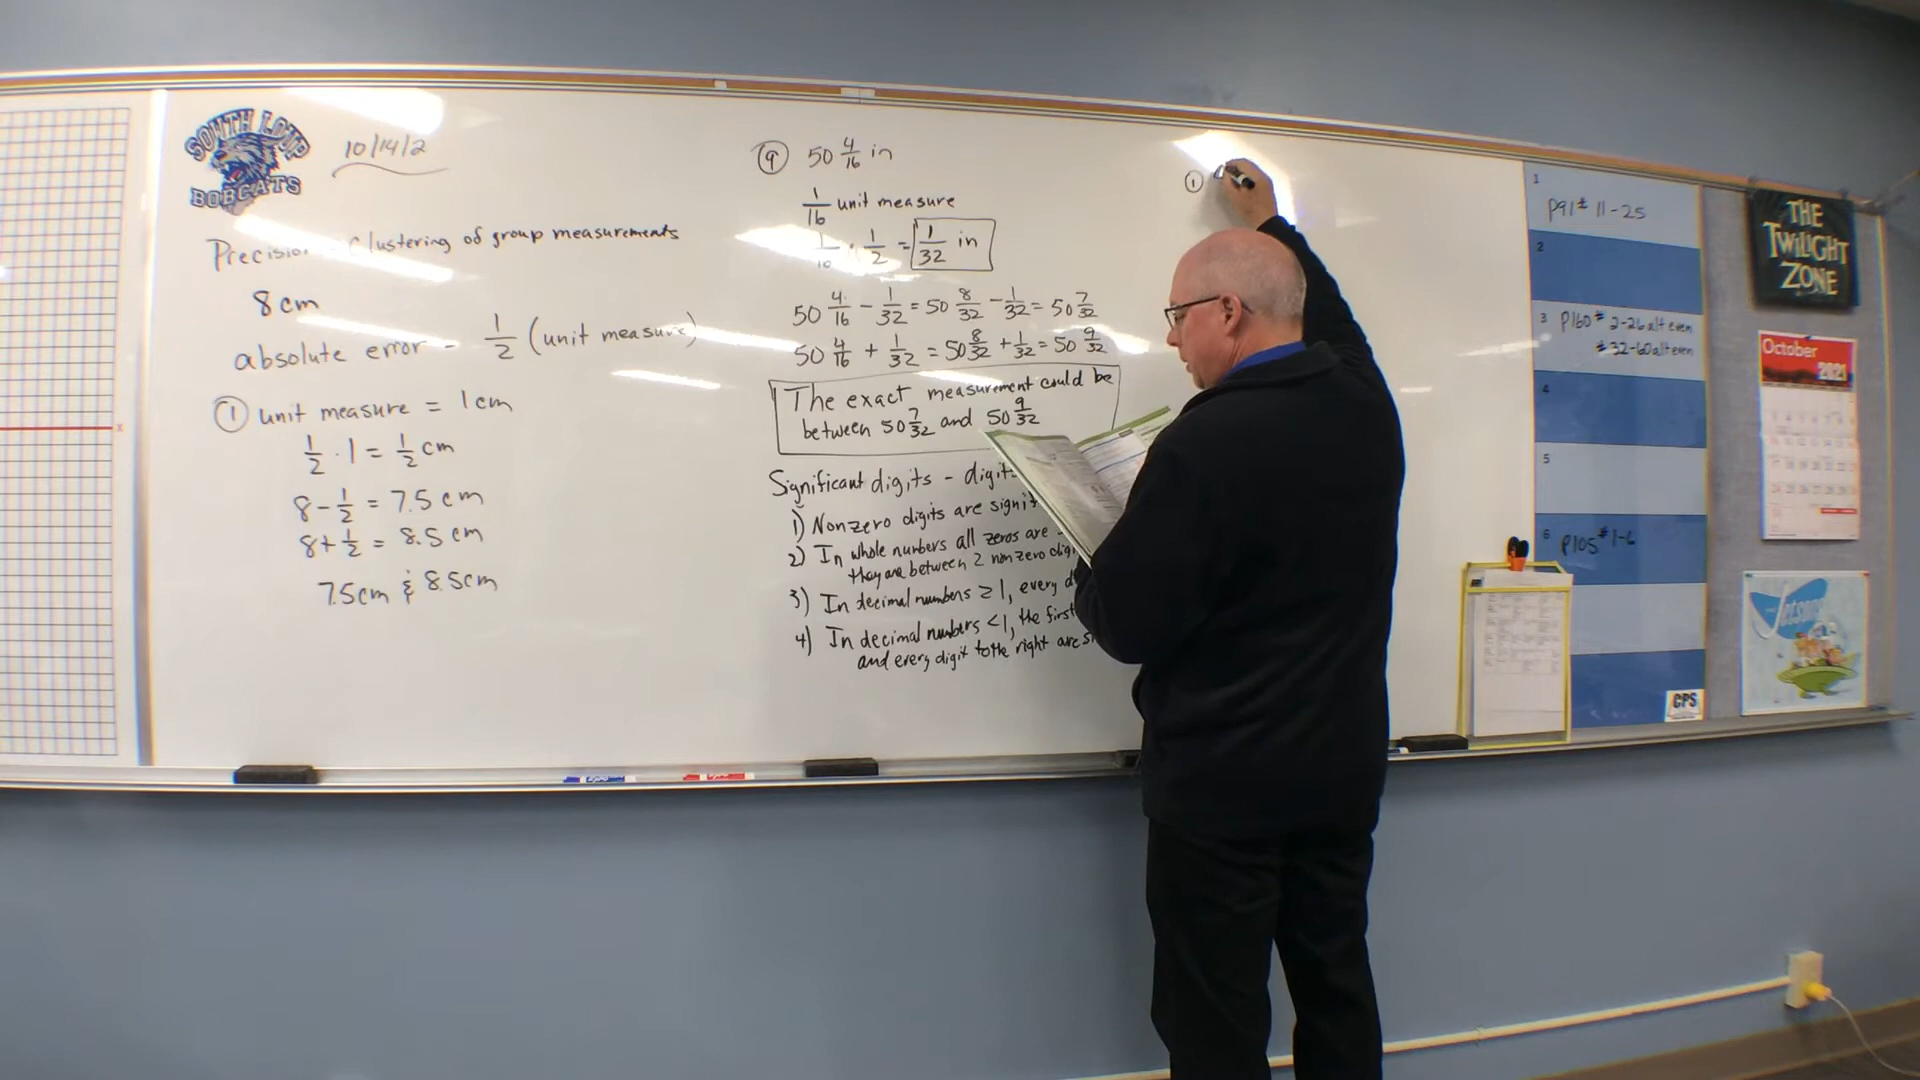 SOUTH LOUP
BOBCATS
10/14/2
Precision - Clustering of group measurements
8 cm
absolute error - 1/2 (unit measure)
① unit measure = 1 cm
1/2 · 1 = 1/2 cm
8 - 1/2 = 7.5 cm
8 + 1/2 = 8.5 cm
7.5cm & 8.5cm
⑨ 50 4/16 in
1/16 unit measure
1/2 = 1/32 in
50 4/16 - 1/32 = 50 8/32 - 1/32 = 50 7/32
50 4/16 + 1/32 = 50 8/32 + 1/32 = 50 9/32
The exact measurement could be
between 50 7/32 and 50 9/32
Significant digits - digit
1) Nonzero digits are signif
2) In whole numbers all zeros are
they are between 2 nonzero digi
3) In decimal numbers ≥ 1, every d
4) In decimal numbers < 1, the first
and every digit to the right are s
①
1
p91 # 11-25
2
3
p160 # 2-26 alt even
# 32-60 alt even
4
5
6
p105 # 1-6
CPS
THE
TWILIGHT
ZONE
October
2021
Jetsons